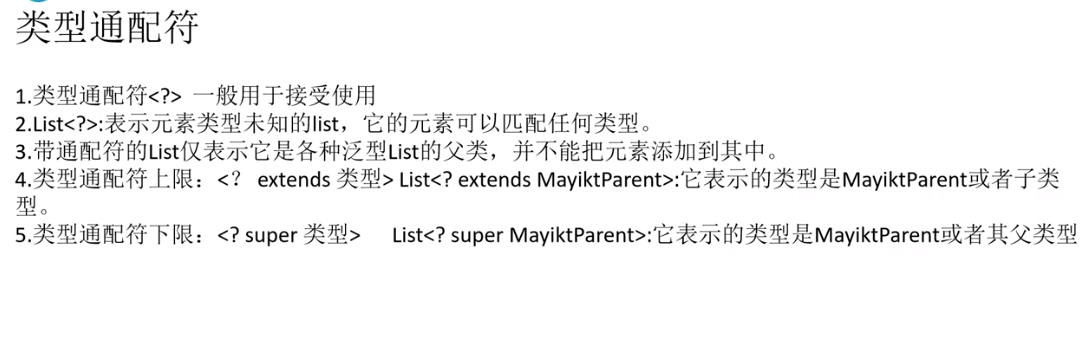 类型通配符
1.类型通配符<?> 一般用于接受使用
2.List<?>:表示元素类型未知的list，它的元素可以匹配任何类型。
3.带通配符的List仅表示它是各种泛型List的父类，并不能把元素添加到其中。
4.类型通配符上限：<？ extends 类型> List<? extends MayiktParent>:它表示的类型是MayiktParent或者子类
型。
5.类型通配符下限：<? super 类型> List<? super MayiktParent>:它表示的类型是MayiktParent或者其父类型